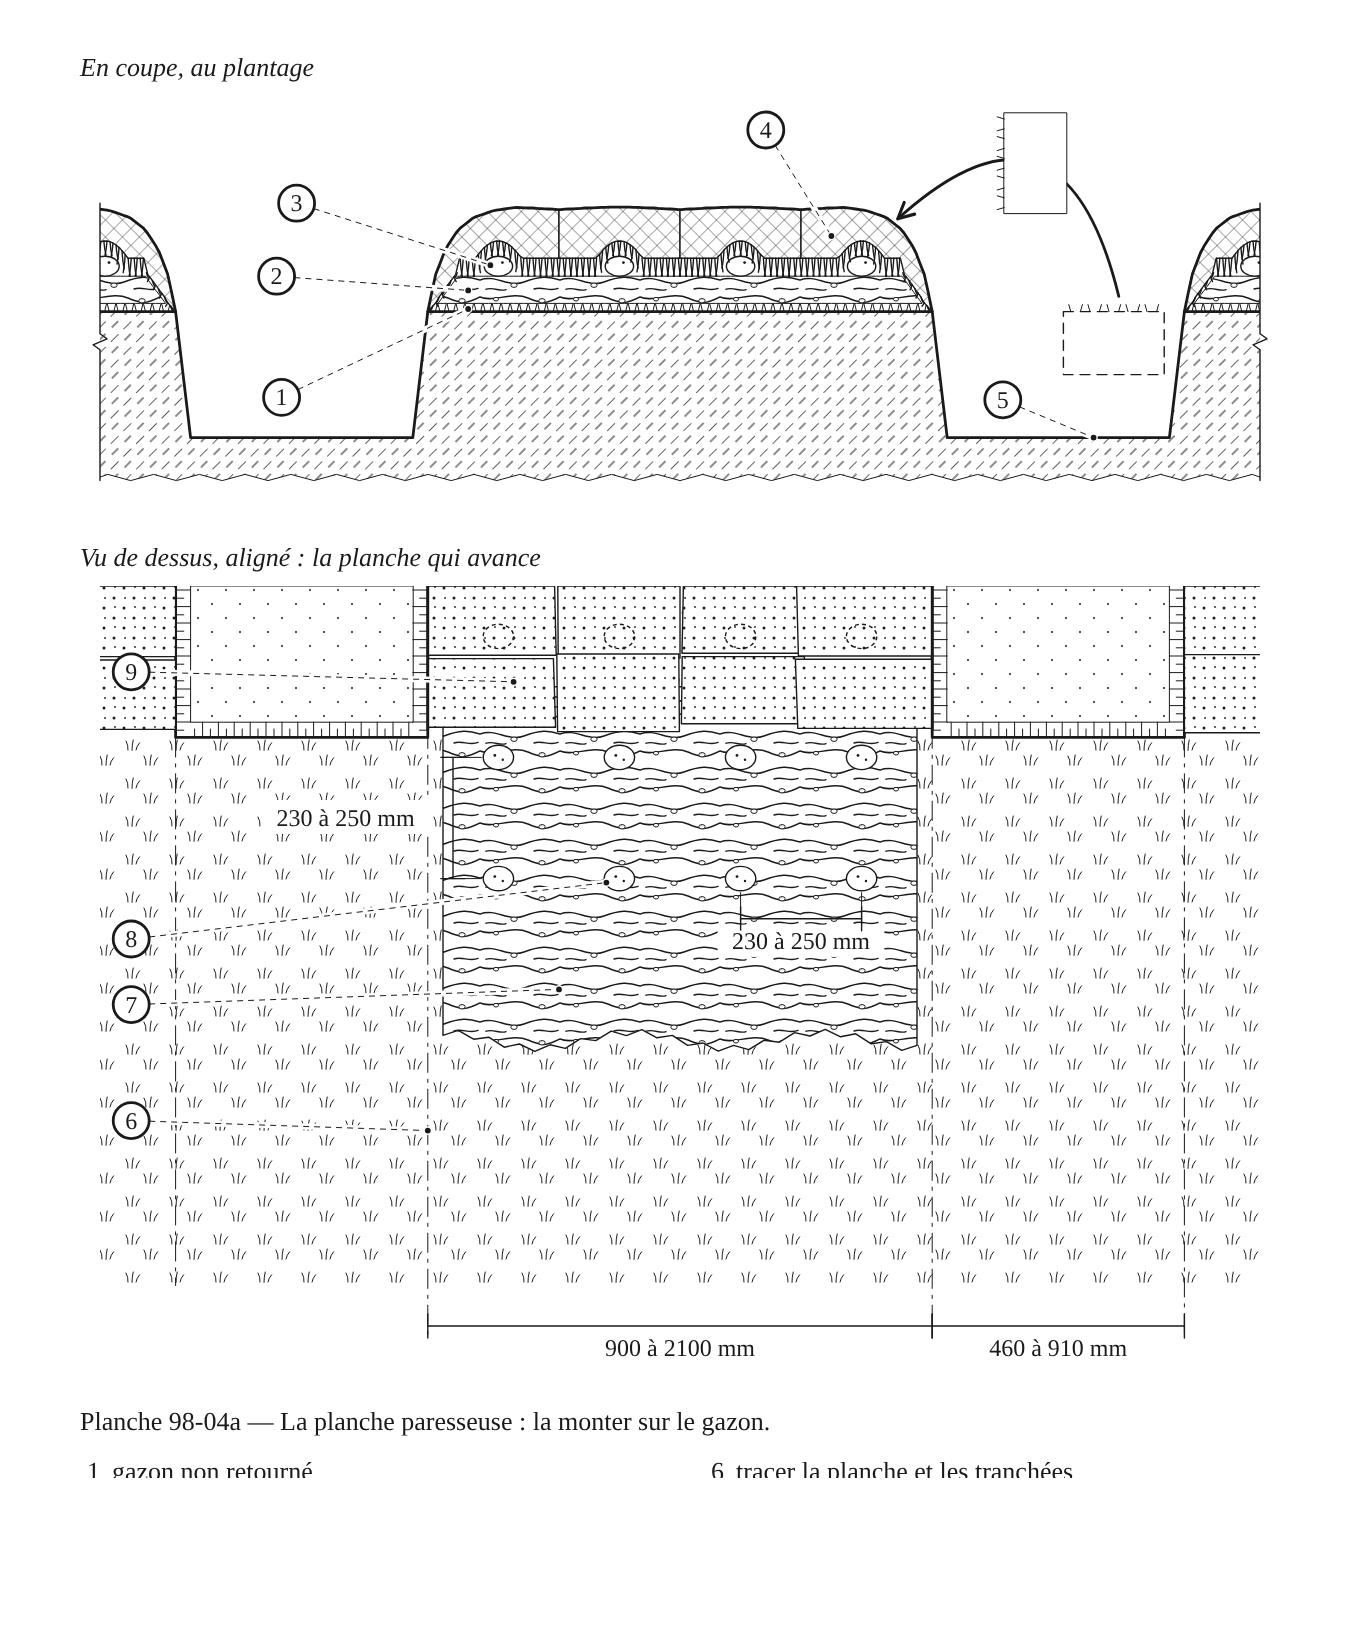 En coupe, au plantage
4
3
2
1
5
Vu de dessus, aligné : la planche qui avance
9
230 à 250 mm
8
230 à 250 mm
7
6
900 à 2100 mm
460 à 910 mm
Planche 98-04a — La planche paresseuse : la monter sur le gazon.
1 gazon non retourné
6 tracer la planche et les tranchées